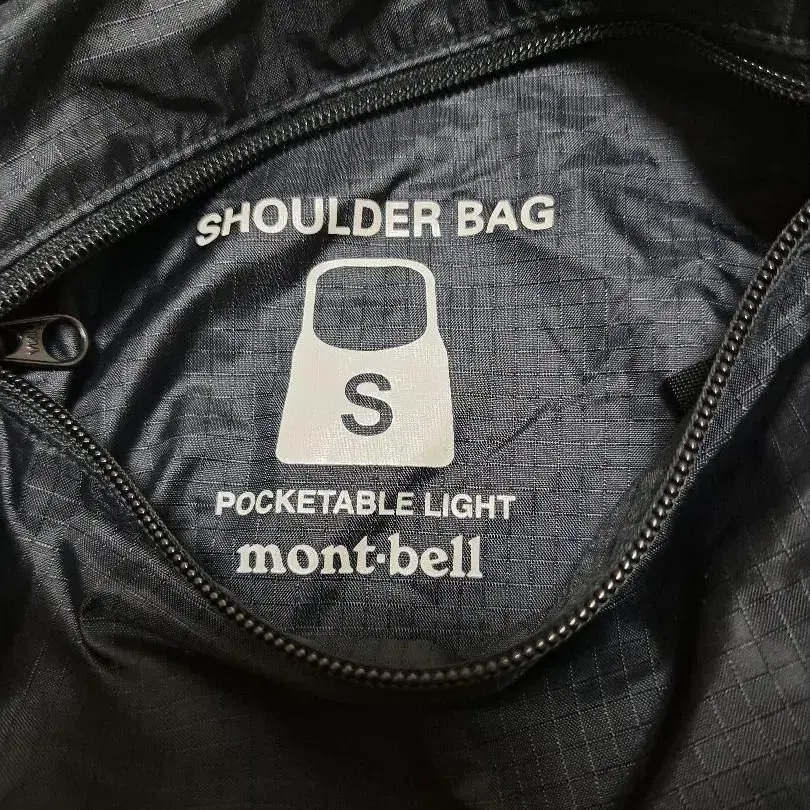 SHOULDER BAG
S
POCKETABLE LIGHT
mont-bell